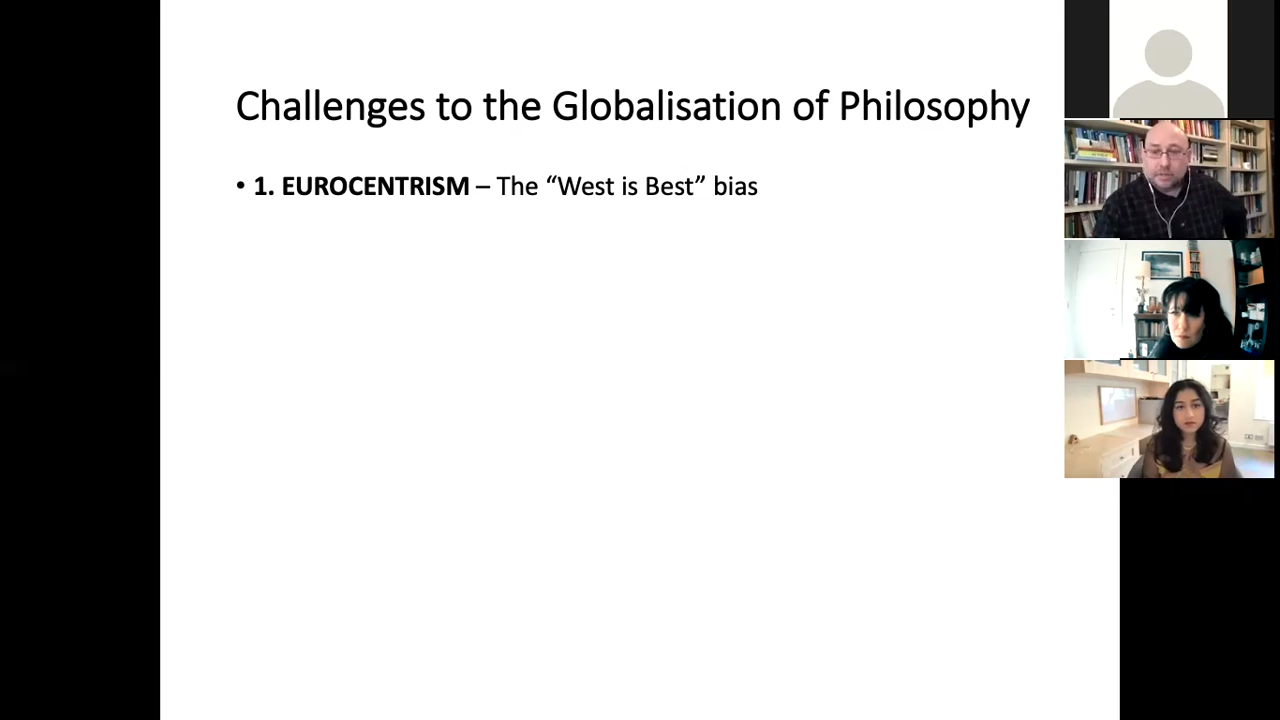 Challenges to the Globalisation of Philosophy
• 1. EUROCENTRISM – The “West is Best” bias